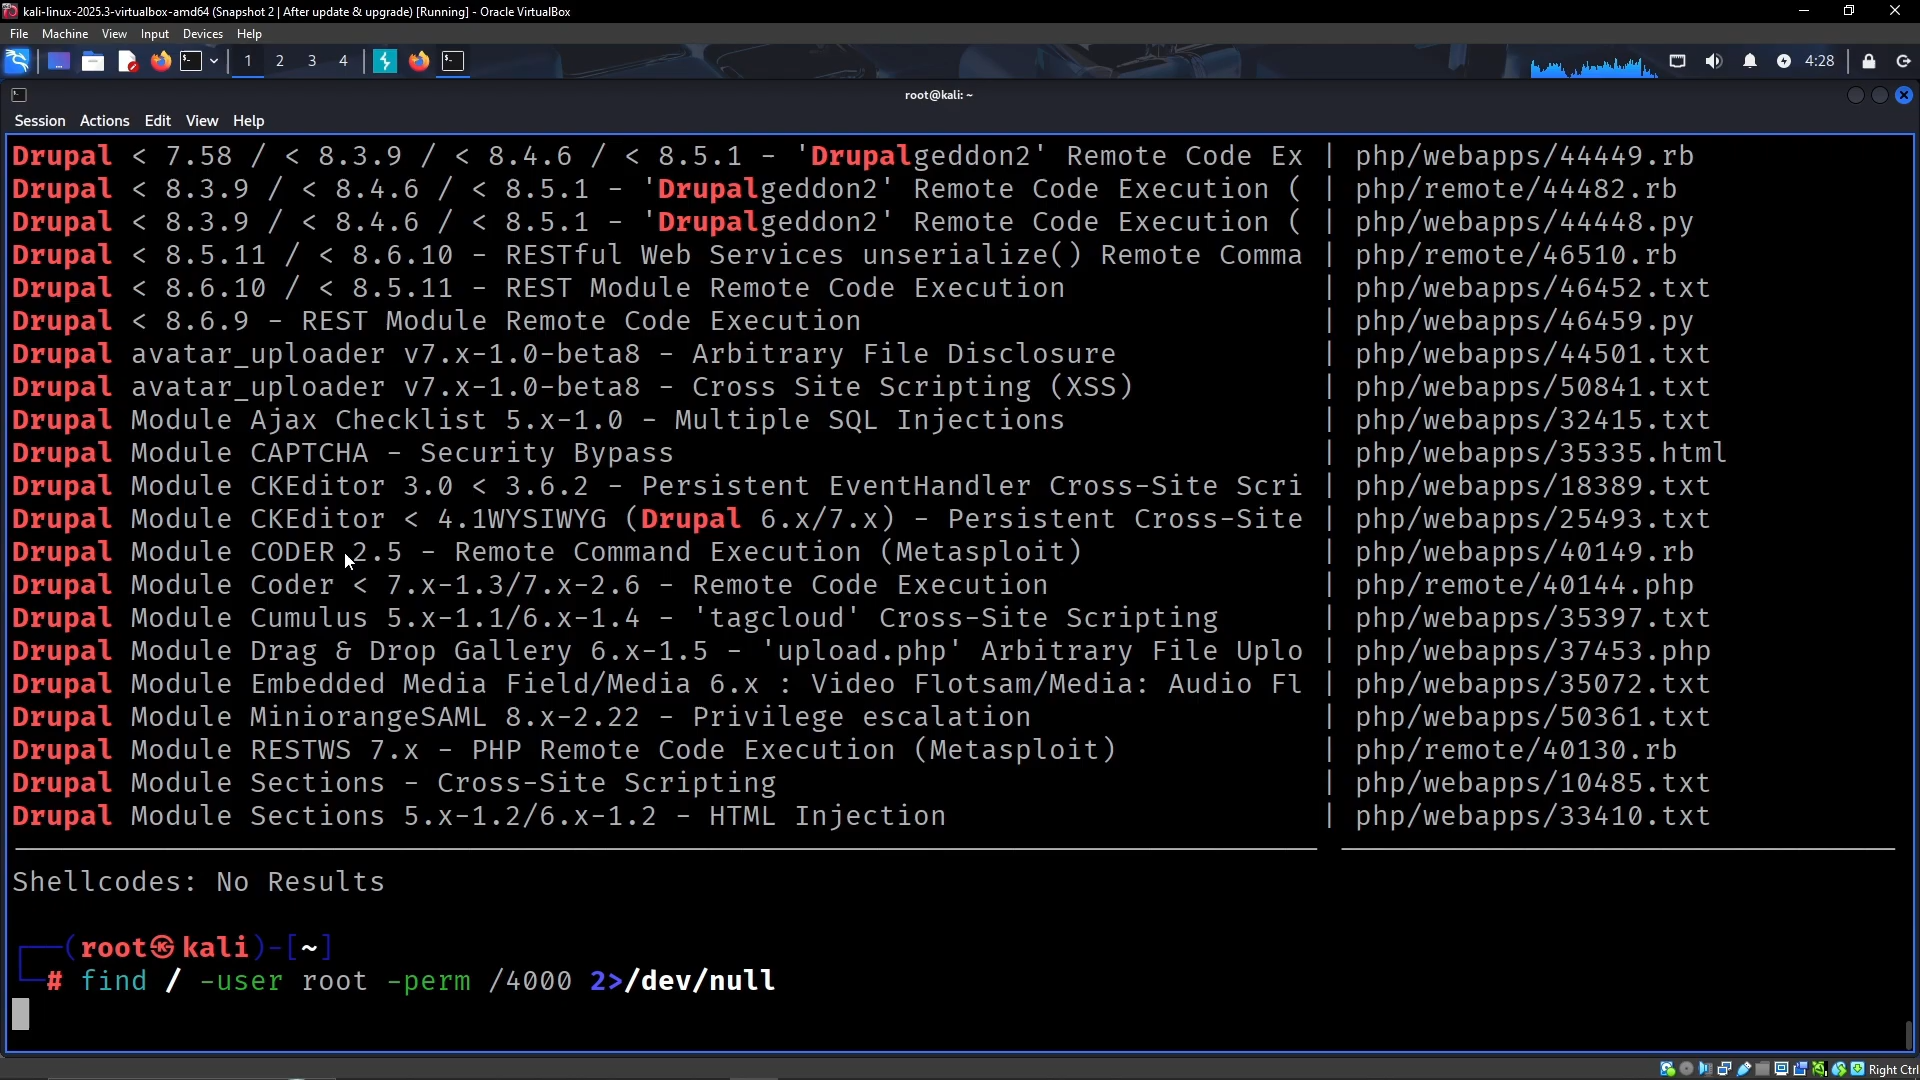 kali-linux-2025.3-virtualbox-amd64 (Snapshot 2 | After update & upgrade) [Running] - Oracle VirtualBox
File Machine View Input Devices Help
1 2 3 4 4:28
root@kali: ~
Session Actions Edit View Help
Drupal < 7.58 / < 8.3.9 / < 8.4.6 / < 8.5.1 - 'Drupalgeddon2' Remote Code Ex | php/webapps/44449.rb
Drupal < 8.3.9 / < 8.4.6 / < 8.5.1 - 'Drupalgeddon2' Remote Code Execution ( | php/remote/44482.rb
Drupal < 8.3.9 / < 8.4.6 / < 8.5.1 - 'Drupalgeddon2' Remote Code Execution ( | php/webapps/44448.py
Drupal < 8.5.11 / < 8.6.10 - RESTful Web Services unserialize() Remote Comma | php/remote/46510.rb
Drupal < 8.6.10 / < 8.5.11 - REST Module Remote Code Execution | php/webapps/46452.txt
Drupal < 8.6.9 - REST Module Remote Code Execution | php/webapps/46459.py
Drupal avatar_uploader v7.x-1.0-beta8 - Arbitrary File Disclosure | php/webapps/44501.txt
Drupal avatar_uploader v7.x-1.0-beta8 - Cross Site Scripting (XSS) | php/webapps/50841.txt
Drupal Module Ajax Checklist 5.x-1.0 - Multiple SQL Injections | php/webapps/32415.txt
Drupal Module CAPTCHA - Security Bypass | php/webapps/35335.html
Drupal Module CKEditor 3.0 < 3.6.2 - Persistent EventHandler Cross-Site Scri | php/webapps/18389.txt
Drupal Module CKEditor < 4.1WYSIWYG (Drupal 6.x/7.x) - Persistent Cross-Site | php/webapps/25493.txt
Drupal Module CODER 2.5 - Remote Command Execution (Metasploit) | php/webapps/40149.rb
Drupal Module Coder < 7.x-1.3/7.x-2.6 - Remote Code Execution | php/remote/40144.php
Drupal Module Cumulus 5.x-1.1/6.x-1.4 - 'tagcloud' Cross-Site Scripting | php/webapps/35397.txt
Drupal Module Drag & Drop Gallery 6.x-1.5 - 'upload.php' Arbitrary File Uplo | php/webapps/37453.php
Drupal Module Embedded Media Field/Media 6.x : Video Flotsam/Media: Audio Fl | php/webapps/35072.txt
Drupal Module MiniorangeSAML 8.x-2.22 - Privilege escalation | php/webapps/50361.txt
Drupal Module RESTWS 7.x - PHP Remote Code Execution (Metasploit) | php/remote/40130.rb
Drupal Module Sections - Cross-Site Scripting | php/webapps/10485.txt
Drupal Module Sections 5.x-1.2/6.x-1.2 - HTML Injection | php/webapps/33410.txt
Shellcodes: No Results
┌──(root㉿kali)-[~]
└─# find / -user root -perm /4000 2>/dev/null
Right Ctrl